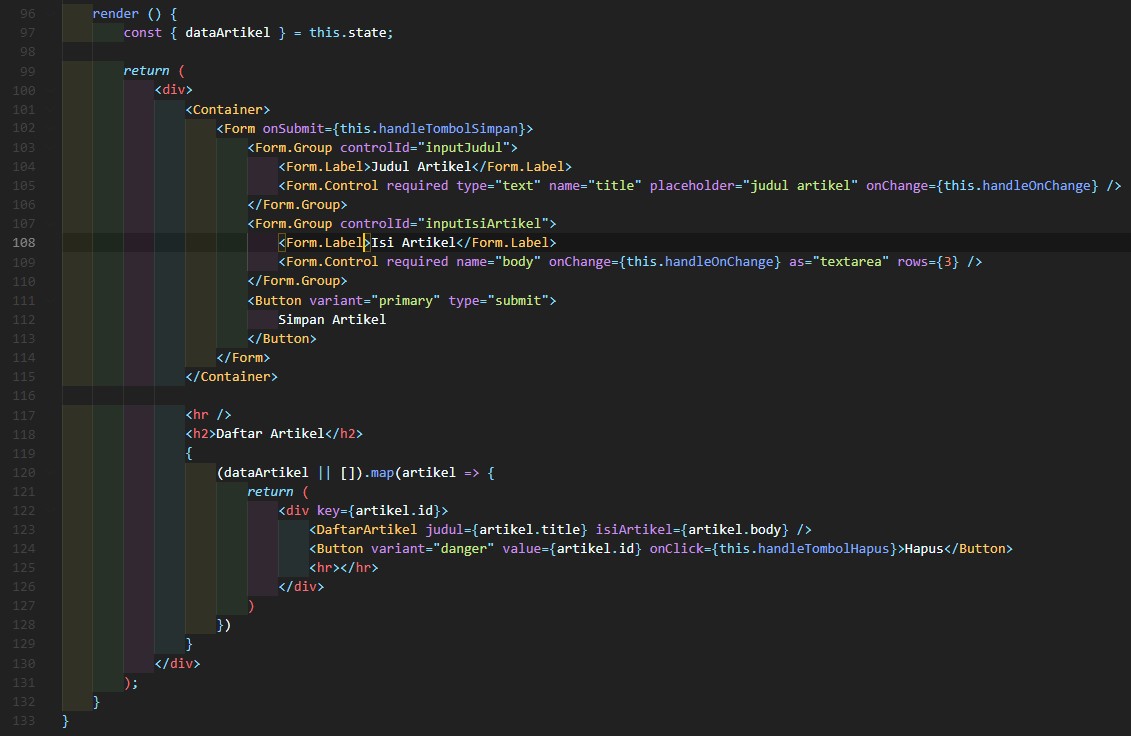 96 render () {
97 const { dataArtikel } = this.state;
98
99 return (
100 <div>
101 <Container>
102 <Form onSubmit={this.handleTombolSimpan}>
103 <Form.Group controlId="inputJudul">
104 <Form.Label>Judul Artikel</Form.Label>
105 <Form.Control required type="text" name="title" placeholder="judul artikel" onChange={this.handleOnChange} />
106 </Form.Group>
107 <Form.Group controlId="inputIsiArtikel">
108 <Form.Label>Isi Artikel</Form.Label>
109 <Form.Control required name="body" onChange={this.handleOnChange} as="textarea" rows={3} />
110 </Form.Group>
111 <Button variant="primary" type="submit">
112 Simpan Artikel
113 </Button>
114 </Form>
115 </Container>
116
117 <hr />
118 <h2>Daftar Artikel</h2>
119 {
120 (dataArtikel || []).map(artikel => {
121 return (
122 <div key={artikel.id}>
123 <DaftarArtikel judul={artikel.title} isiArtikel={artikel.body} />
124 <Button variant="danger" value={artikel.id} onClick={this.handleTombolHapus}>Hapus</Button>
125 <hr></hr>
126 </div>
127 )
128 })
129 }
130 </div>
131 );
132 }
133 }